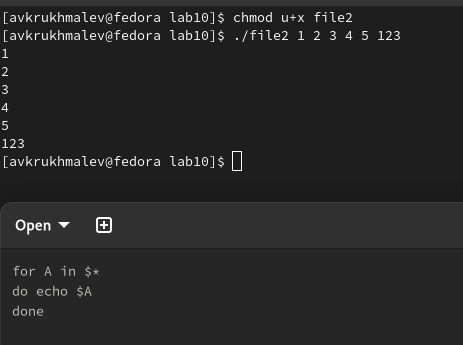 [avkrukhmalev@fedora lab10]$ chmod u+x file2
[avkrukhmalev@fedora lab10]$ ./file2 1 2 3 4 5 123
1
2
3
4
5
123
[avkrukhmalev@fedora lab10]$
Open
for A in $*
do echo $A
done